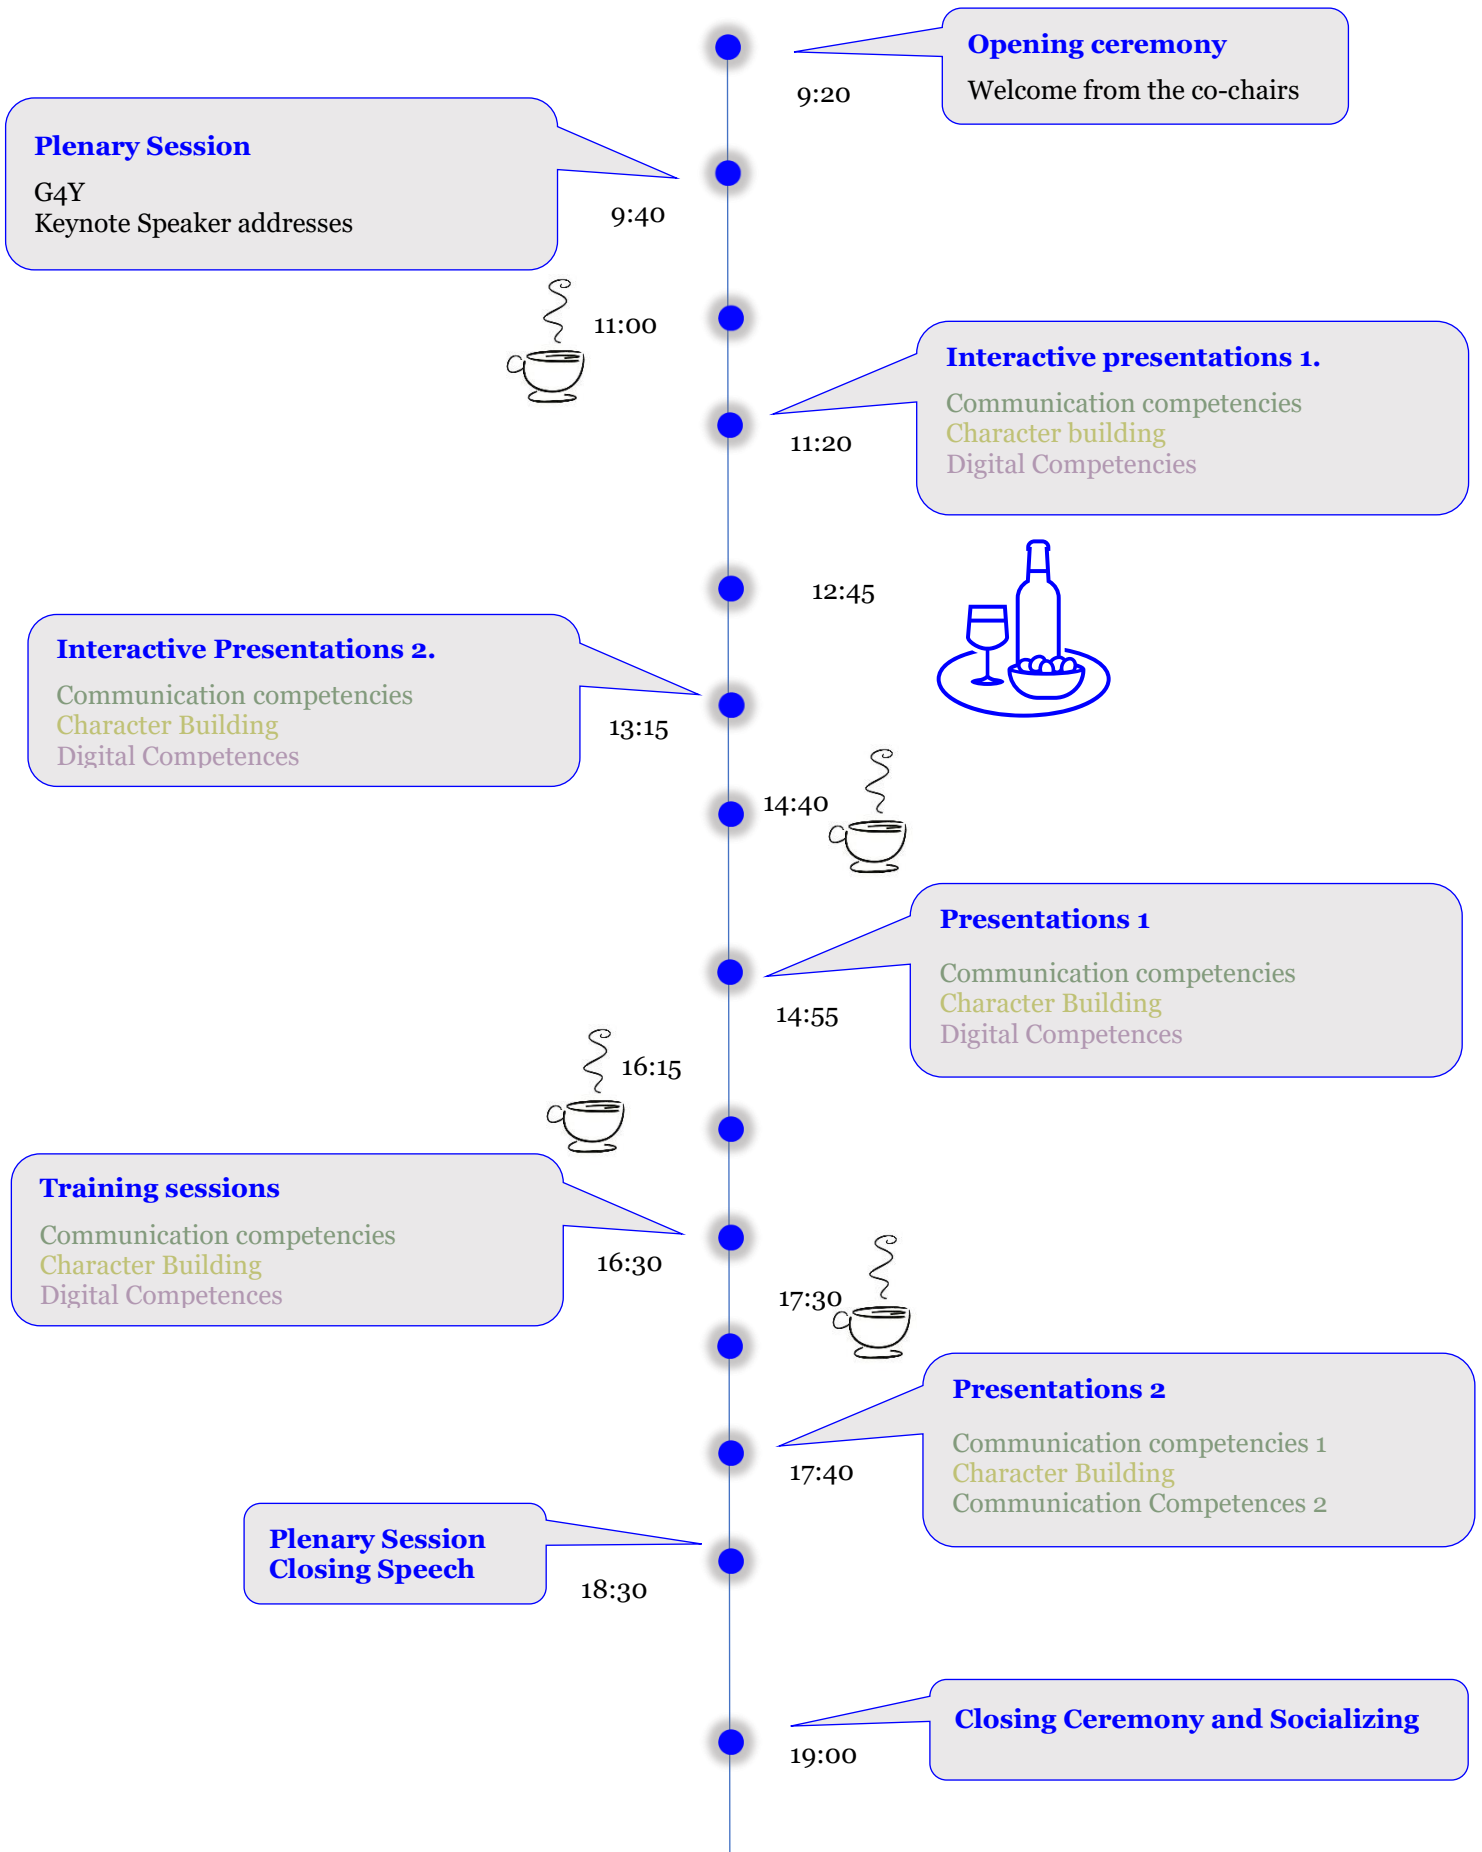 Opening ceremony
Welcome from the co-chairs
9:20
Plenary Session
G4Y
Keynote Speaker addresses
9:40
11:00
Interactive presentations 1.
Communication competencies
Character building
Digital Competencies
11:20
12:45
Interactive Presentations 2.
Communication competencies
Character Building
Digital Competences
13:15
14:40
Presentations 1
Communication competencies
Character Building
Digital Competences
14:55
16:15
Training sessions
Communication competencies
Character Building
Digital Competences
16:30
17:30
Presentations 2
Communication competencies 1
Character Building
Communication Competences 2
17:40
Plenary Session
Closing Speech
18:30
Closing Ceremony and Socializing
19:00